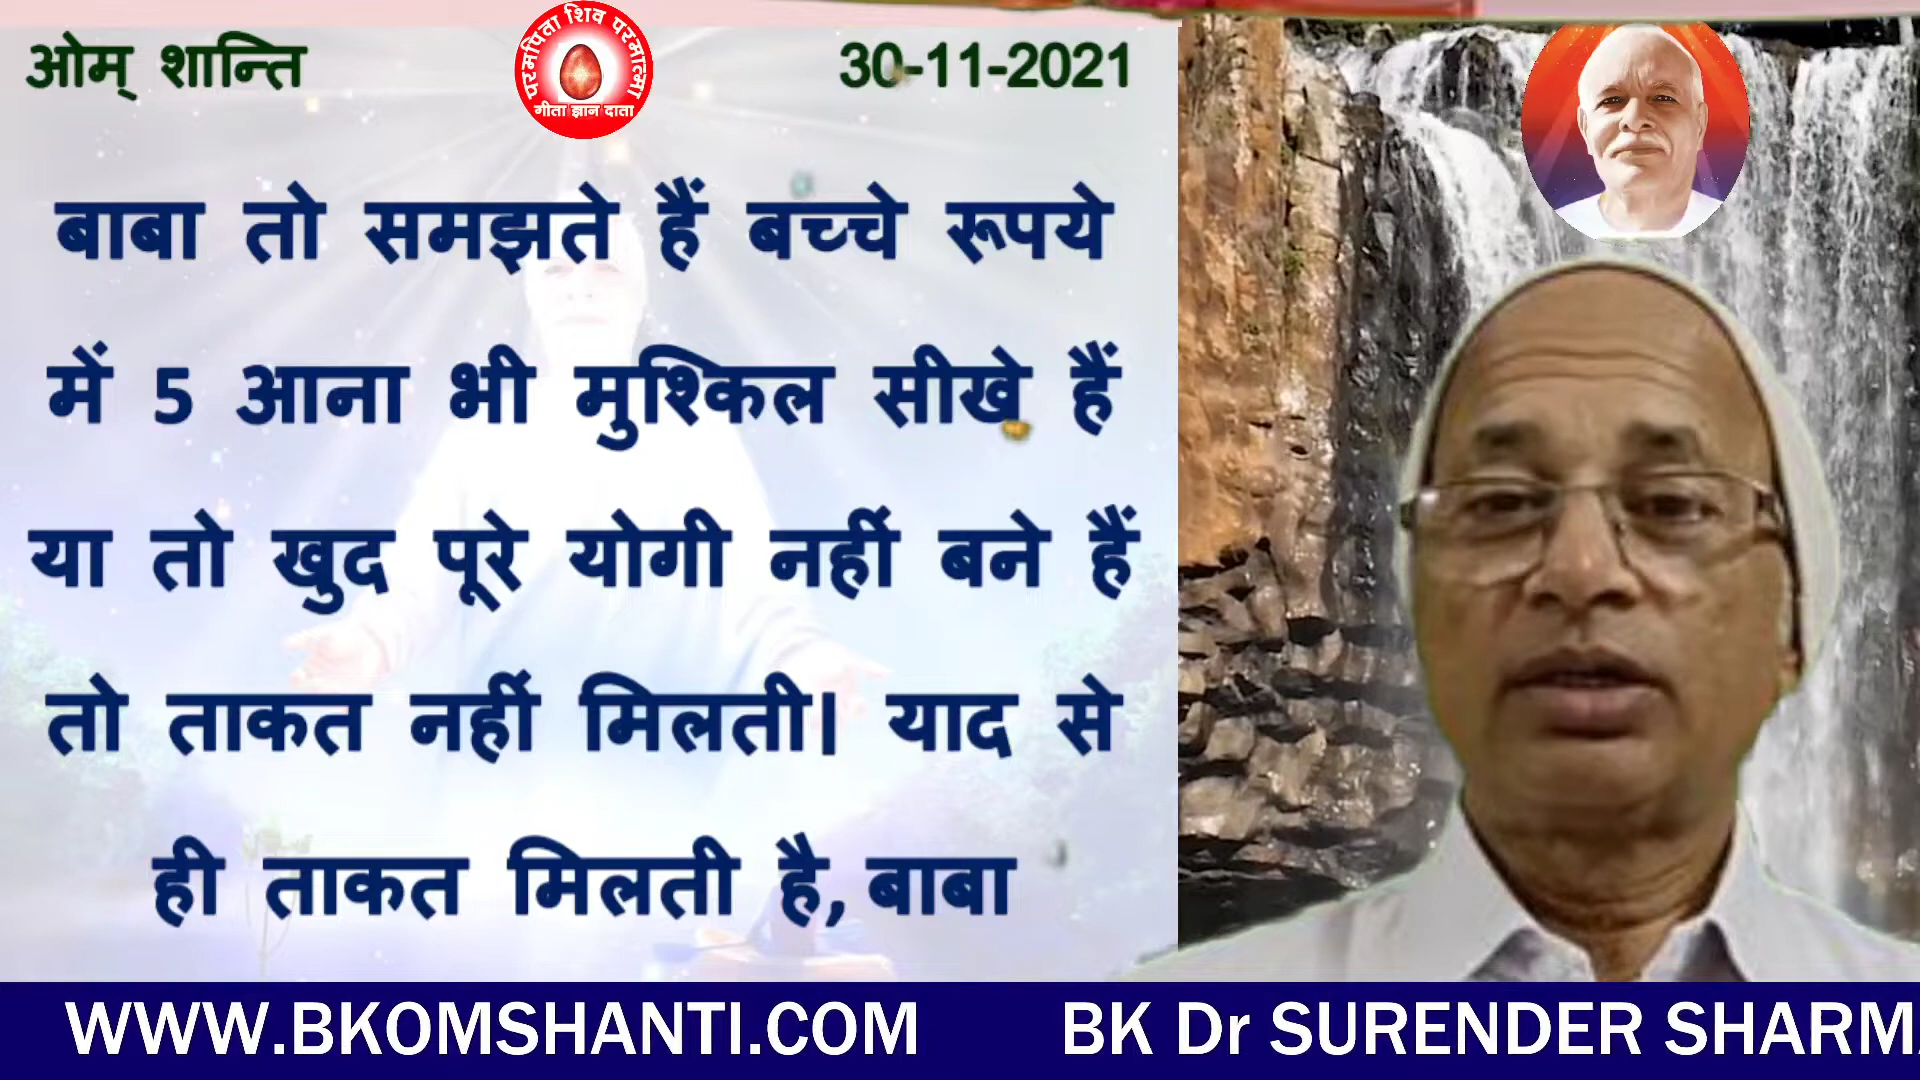 ओम् शान्ति
परमपिता शिव परमात्मा
गीता ज्ञान दाता
30-11-2021
बाबा तो समझते हैं बच्चे रूपये
में 5 आना भी मुश्किल सीखे हैं
या तो खुद पूरे योगी नहीं बने हैं
तो ताकत नहीं मिलती। याद से
ही ताकत मिलती है, बाबा
WWW.BKOMSHANTI.COM
BK Dr SURENDER SHARMA